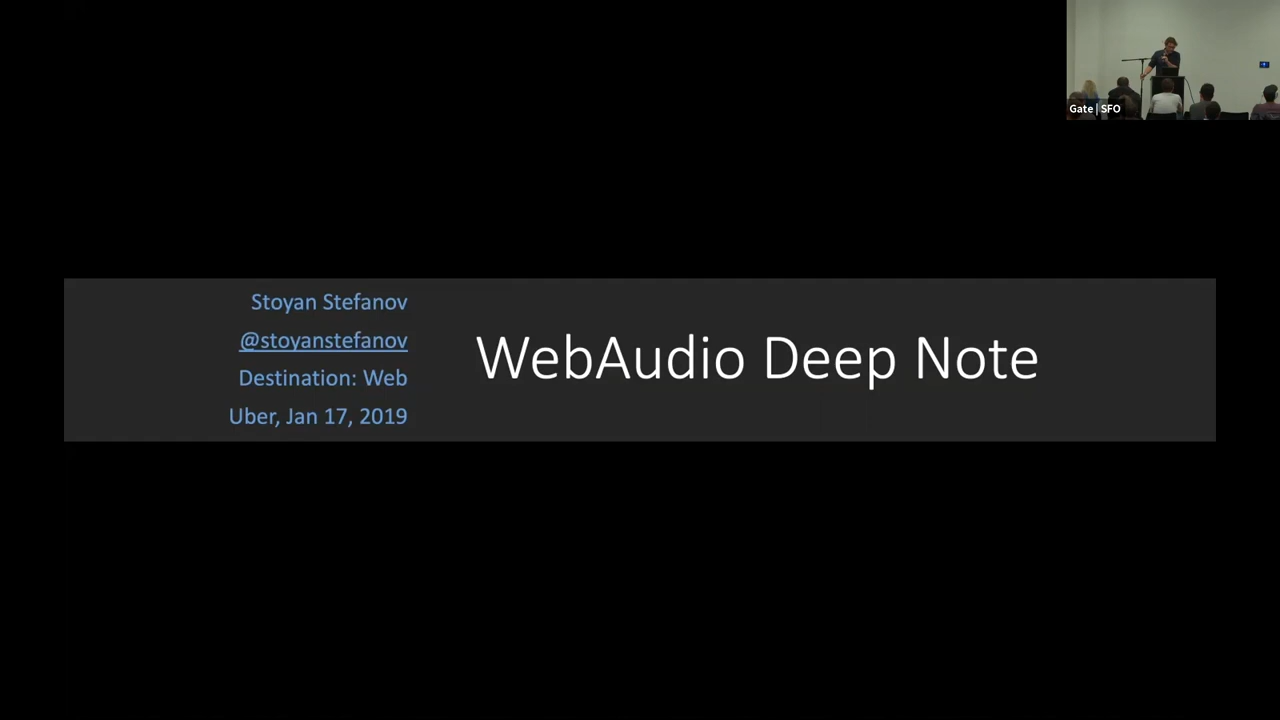 Gate | SFO
Stoyan Stefanov
@stoyanstefanov
Destination: Web
Uber, Jan 17, 2019
WebAudio Deep Note